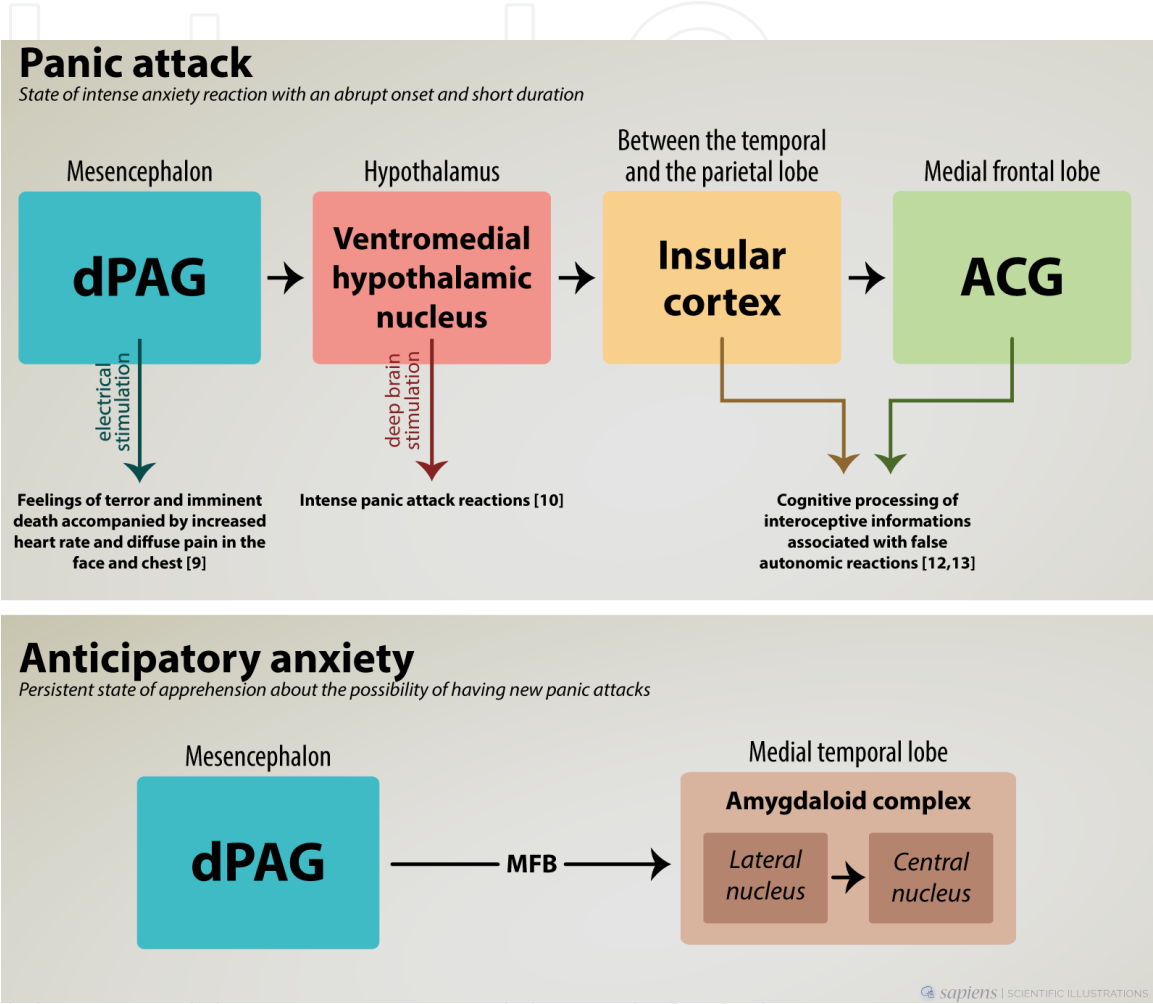 Panic attack
State of intense anxiety reaction with an abrupt onset and short duration
Mesencephalon
dPAG
electrical
stimulation
Feelings of terror and imminent
death accompanied by increased
heart rate and diffuse pain in the
face and chest [9]
Hypothalamus
Ventromedial
hypothalamic
nucleus
deep brain
stimulation
Intense panic attack reactions [10]
Between the temporal
and the parietal lobe
Insular
cortex
Medial frontal lobe
ACG
Cognitive processing of
interoceptive informations
associated with false
autonomic reactions [12,13]
Anticipatory anxiety
Persistent state of apprehension about the possibility of having new panic attacks
Mesencephalon
dPAG
MFB
Medial temporal lobe
Amygdaloid complex
Lateral
nucleus
Central
nucleus
sapiens | SCIENTIFIC ILLUSTRATIONS